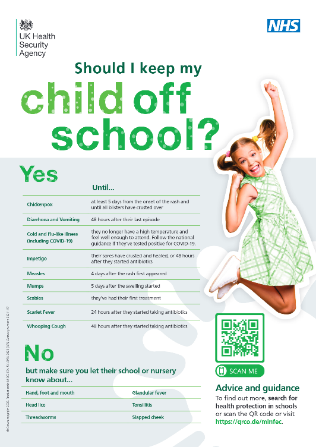 UK Health
Security
Agency
NHS
Should I keep my
child off
school?
Yes
Until...
Chickenpox
at least 5 days from the onset of the rash and
until all blisters have crusted over
Diarrhoea and Vomiting
48 hours after their last episode
Cold and Flu-like illness
(including COVID-19)
they no longer have a high temperature and
feel well enough to attend. Follow the national
guidance if they've tested positive for COVID-19.
Impetigo
their sores have crusted and healed, or 48 hours
after they started antibiotics
Measles
4 days after the rash first appeared
Mumps
5 days after the swelling started
Scabies
they've had their first treatment
Scarlet Fever
24 hours after they started taking antibiotics
Whooping Cough
48 hours after they started taking antibiotics
No
but make sure you let their school or nursery
know about...
Hand, foot and mouth
Glandular fever
Head lice
Tonsillitis
Threadworms
Slapped cheek
SCAN ME
Advice and guidance
To find out more, search for
health protection in schools
or scan the QR code or visit
https://qrco.de/minfec.